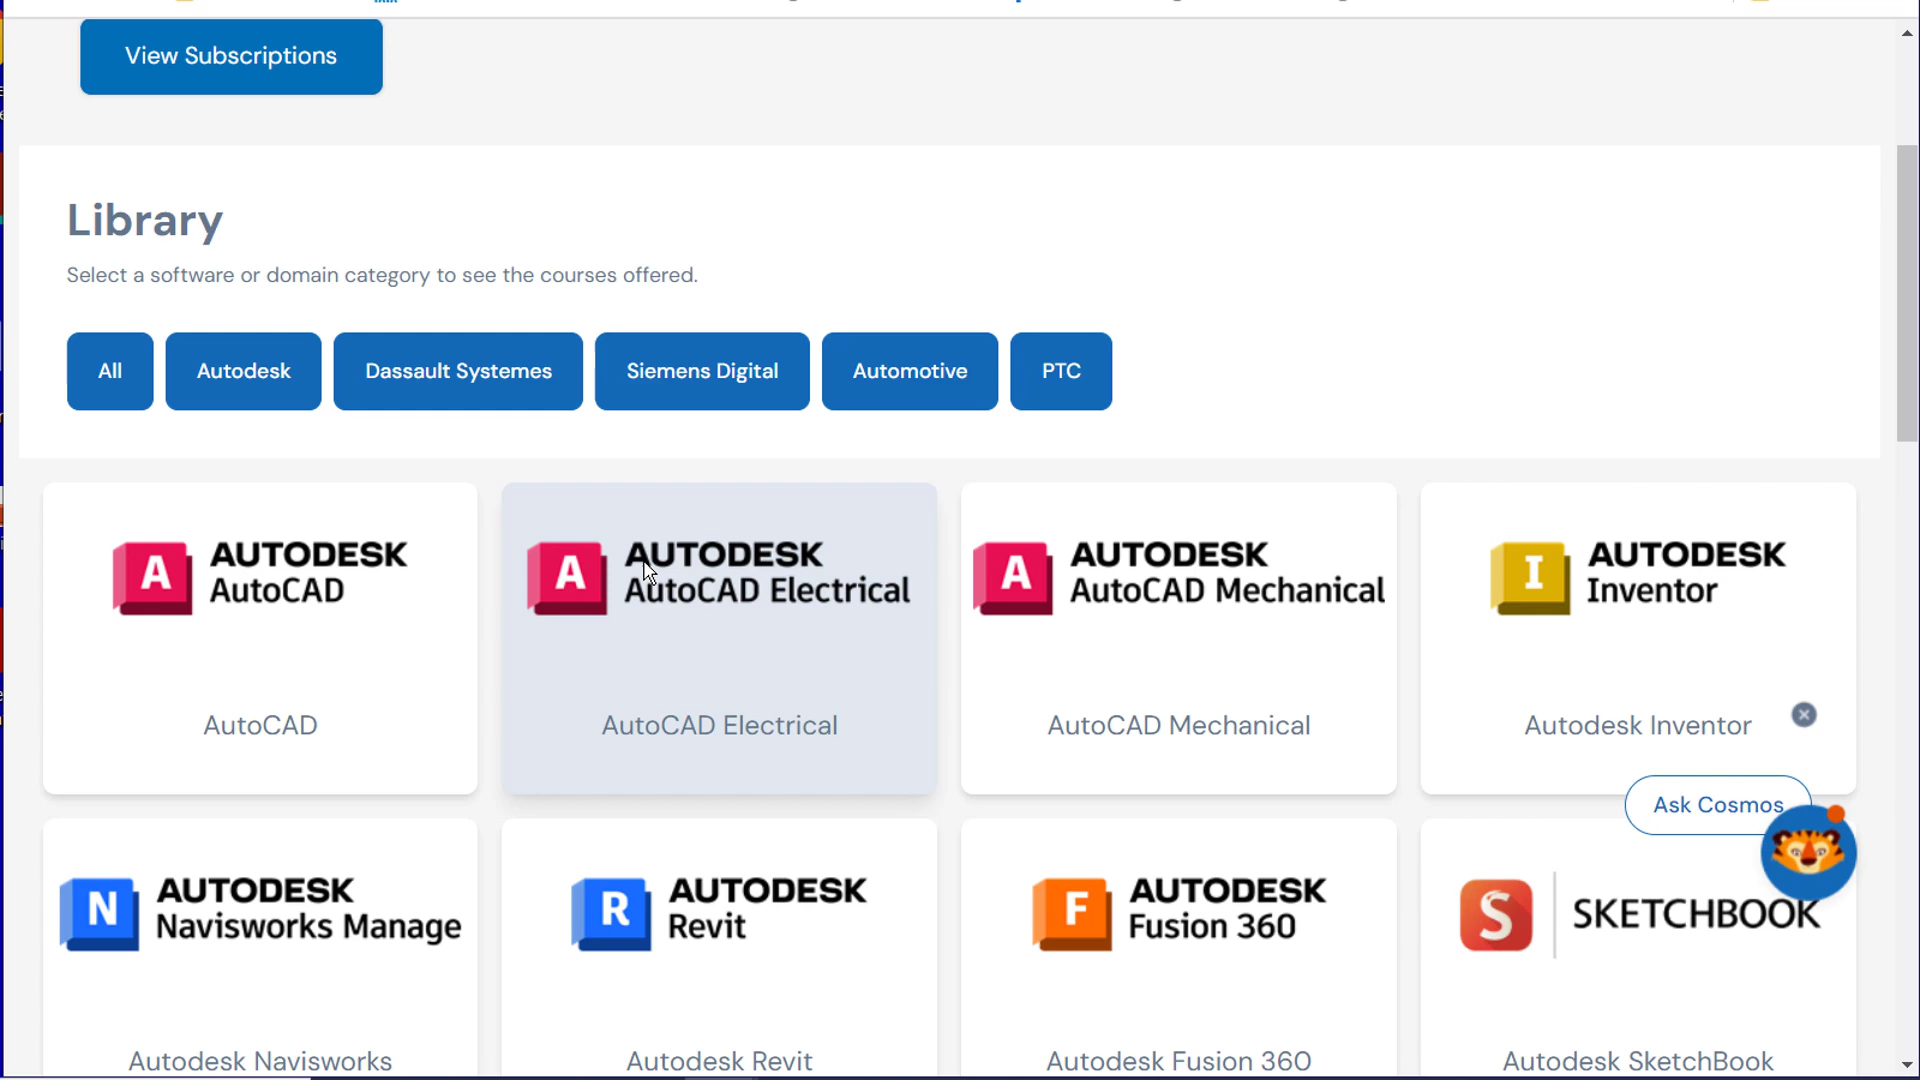 View Subscriptions
Library
Select a software or domain category to see the courses offered.
All
Autodesk
Dassault Systemes
Siemens Digital
Automotive
PTC
A AUTODESK
AutoCAD
AutoCAD
A AUTODESK
AutoCAD Electrical
AutoCAD Electrical
A AUTODESK
AutoCAD Mechanical
AutoCAD Mechanical
I AUTODESK
Inventor
Autodesk Inventor
Ask Cosmos
N AUTODESK
Navisworks Manage
Autodesk Navisworks
R AUTODESK
Revit
Autodesk Revit
F AUTODESK
Fusion 360
Autodesk Fusion 360
S SKETCHBOOK
Autodesk SketchBook